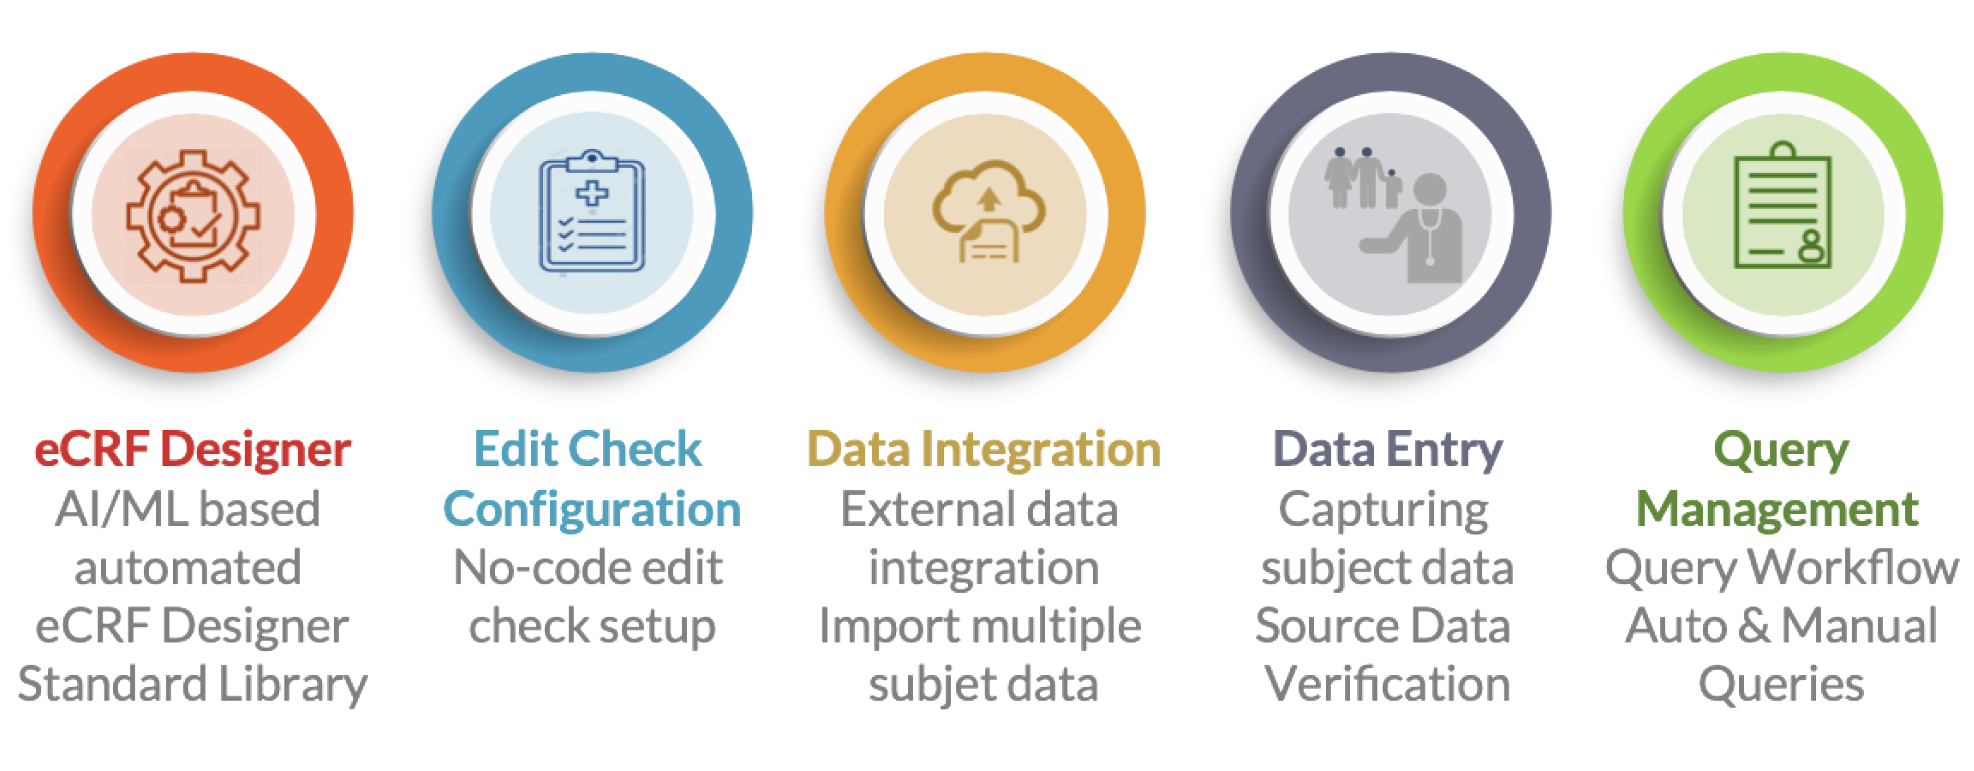 eCRF Designer
AI/ML based
automated
eCRF Designer
Standard Library
Edit Check
Configuration
No-code edit
check setup
Data Integration
External data
integration
Import multiple
subjet data
Data Entry
Capturing
subject data
Source Data
Verification
Query
Management
Query Workflow
Auto & Manual
Queries